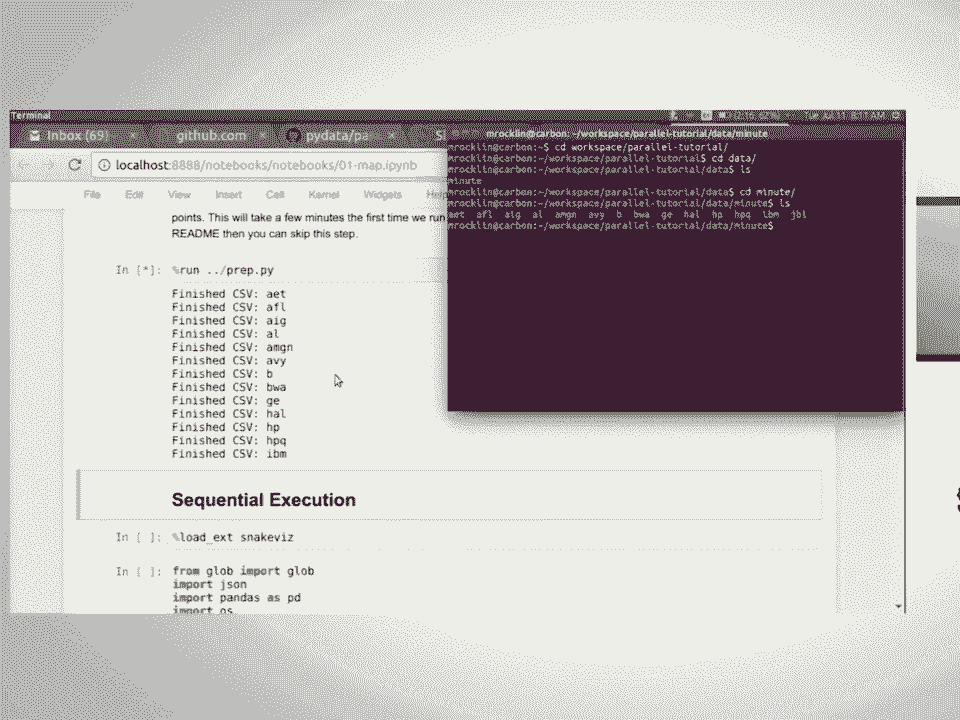 Terminal
(2:16, 62%) Tue Jul 11 8:11 AM
Inbox (69) × github.com × pydata/pa ×
mrocklin@carbon: ~/workspace/parallel-tutorial/data/minute
localhost:8888/notebooks/notebooks/01-map.ipynb
File Edit View Insert Cell Kernel Widgets Help
points. This will take a few minutes the first time we run
README then you can skip this step.
In [*]: %run ../prep.py
Finished CSV: aet
Finished CSV: afl
Finished CSV: aig
Finished CSV: al
Finished CSV: amgn
Finished CSV: avy
Finished CSV: b
Finished CSV: bwa
Finished CSV: ge
Finished CSV: hal
Finished CSV: hp
Finished CSV: hpq
Finished CSV: ibm
Sequential Execution
In [ ]: %load_ext snakeviz
In [ ]: from glob import glob
import json
import pandas as pd
import os
mrocklin@carbon:~$ cd workspace/parallel-tutorial/
mrocklin@carbon:~/workspace/parallel-tutorial$ cd data/
mrocklin@carbon:~/workspace/parallel-tutorial/data$ ls
minute
mrocklin@carbon:~/workspace/parallel-tutorial/data$ cd minute/
mrocklin@carbon:~/workspace/parallel-tutorial/data/minute$ ls
aet afl aig al amgn avy b bwa ge hal hp hpq ibm jbl
mrocklin@carbon:~/workspace/parallel-tutorial/data/minute$